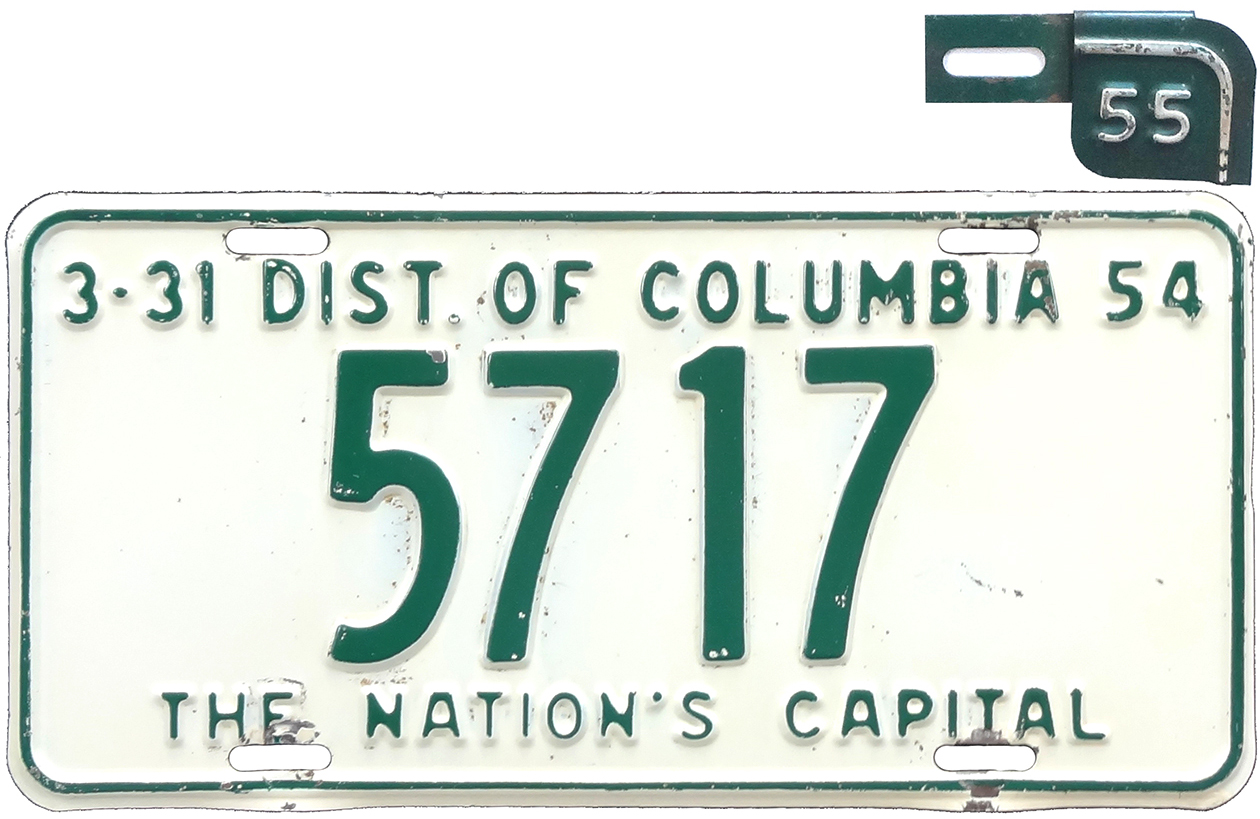 55
3-31 DIST. OF COLUMBIA 54
5717
THE NATION'S CAPITAL